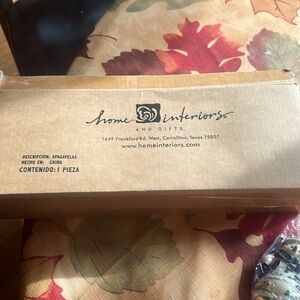 home interiors
AND GIFTS
1649 Frankford Rd. West, Carrollton, Texas 75007
www.homeinteriors.com
DESCRIPCION: APAGAVELAS
HECHO EN: CHINA
CONTENIDO: 1 PIEZA